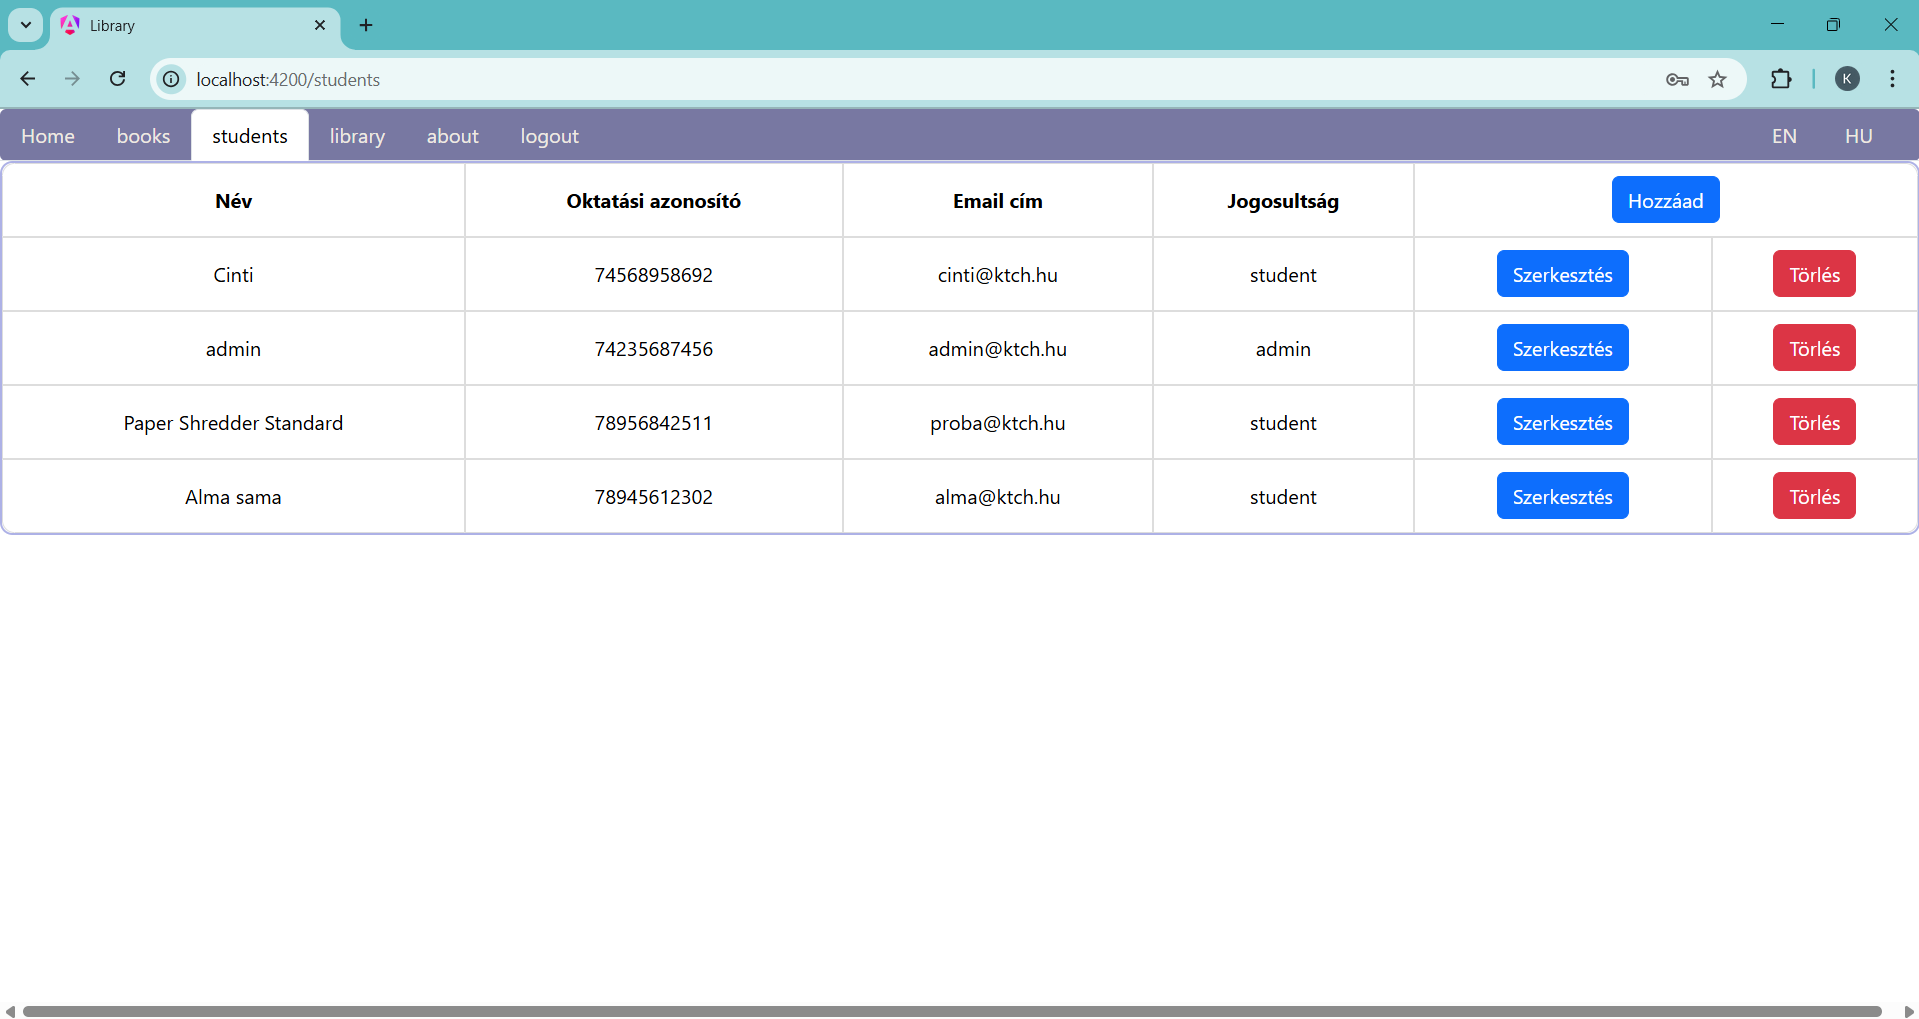 Library
localhost:4200/students
K
Home books students library about logout EN HU
Név Oktatási azonosító Email cím Jogosultság Hozzáad
Cinti 74568958692 cinti@ktch.hu student Szerkesztés Törlés
admin 74235687456 admin@ktch.hu admin Szerkesztés Törlés
Paper Shredder Standard 78956842511 proba@ktch.hu student Szerkesztés Törlés
Alma sama 78945612302 alma@ktch.hu student Szerkesztés Törlés